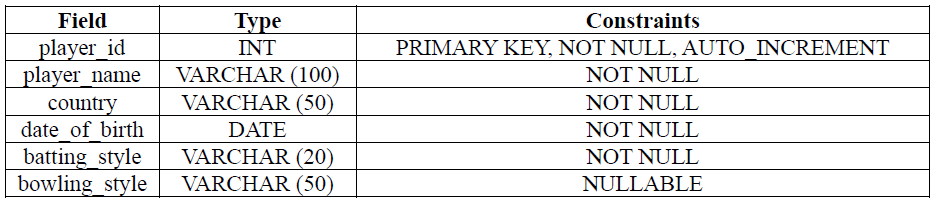 Field Type Constraints
player_id INT PRIMARY KEY, NOT NULL, AUTO_INCREMENT
player_name VARCHAR (100) NOT NULL
country VARCHAR (50) NOT NULL
date_of_birth DATE NOT NULL
batting_style VARCHAR (20) NOT NULL
bowling_style VARCHAR (50) NULLABLE